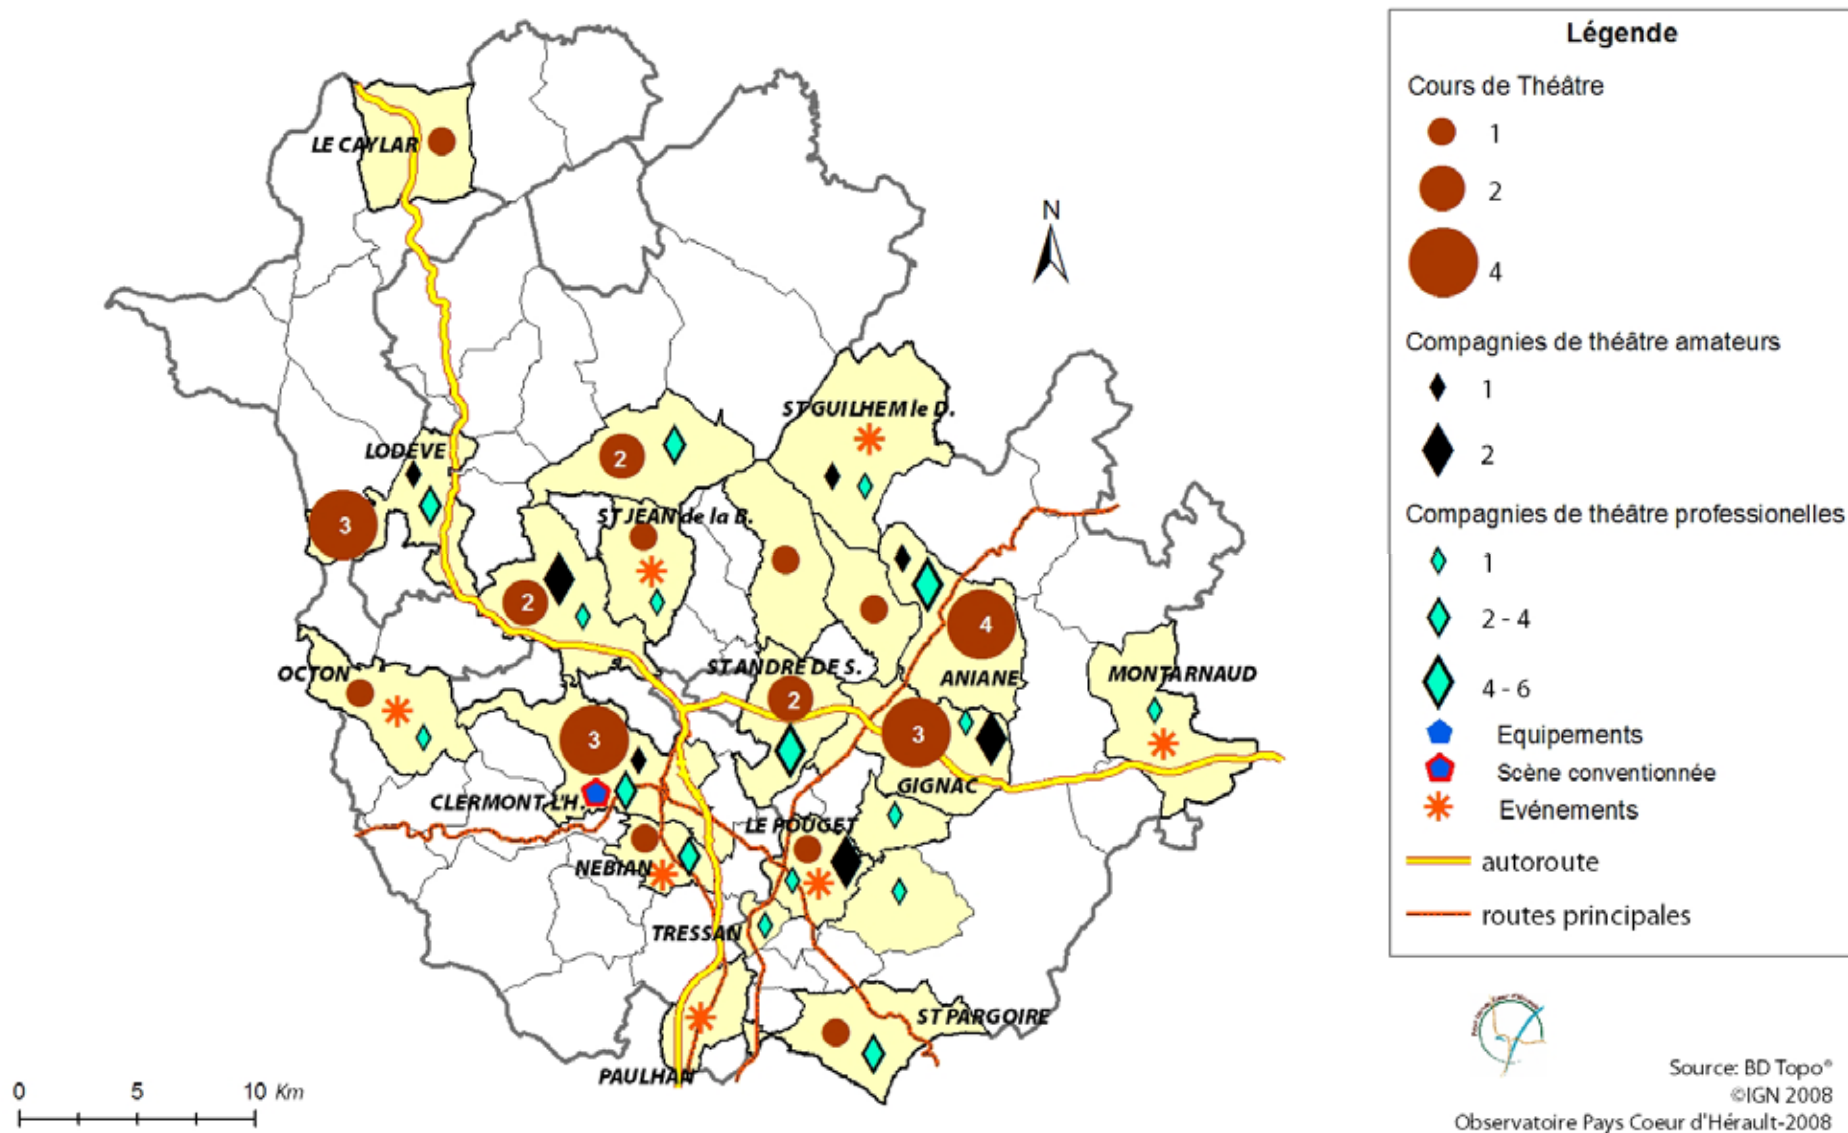 LE CAYLAR
N
ST GUILHEM le D.
LODEVE
2
3
ST JEAN de la B.
2
4
OCTON
ST ANDRE DE S.
ANIANE
MONTARNAUD
2
3
3
GIGNAC
CLERMONT L'H.
LE POUGET
NEBIAN
TRESSAN
ST PARGOIRE
PAULHAN
0 5 10 Km
Légende
Cours de Théâtre
1
2
4
Compagnies de théâtre amateurs
1
2
Compagnies de théâtre professionelles
1
2 - 4
4 - 6
Equipements
Scène conventionnée
Evénements
autoroute
routes principales
Source: BD Topo®
©IGN 2008
Observatoire Pays Coeur d'Hérault-2008